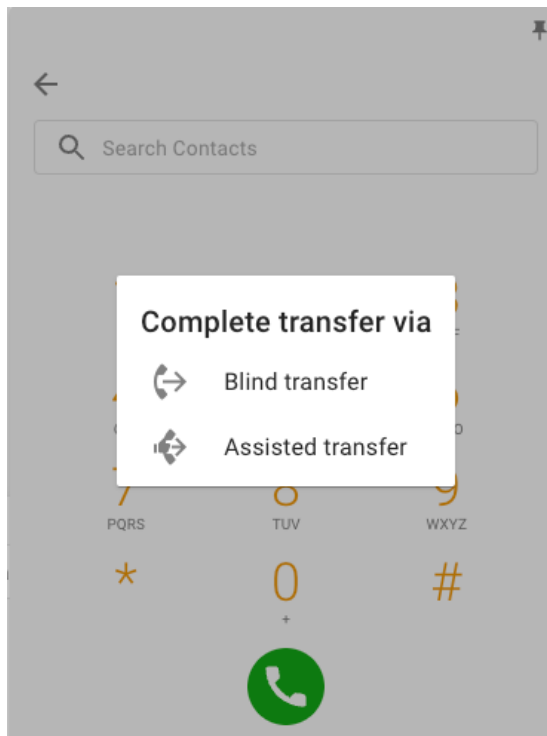 Search Contacts
Complete transfer via
Blind transfer
Assisted transfer
7 8 9
PQRS TUV WXYZ
* 0 #
+